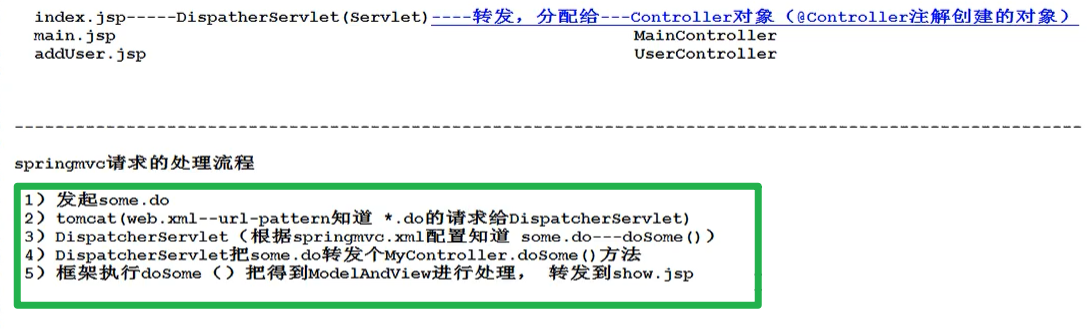 index.jsp-----DispatherServlet(Servlet)----转发，分配给---Controller对象（@Controller注解创建的对象）
main.jsp MainController
addUser.jsp UserController
--------------------------------------------------------------------------------------------
springmvc请求的处理流程
1）发起some.do
2）tomcat(web.xml--url-pattern知道 *.do的请求给DispatcherServlet)
3）DispatcherServlet（根据springmvc.xml配置知道 some.do---doSome()）
4）DispatcherServlet把some.do转发个MyController.doSome()方法
5）框架执行doSome（）把得到ModelAndView进行处理， 转发到show.jsp